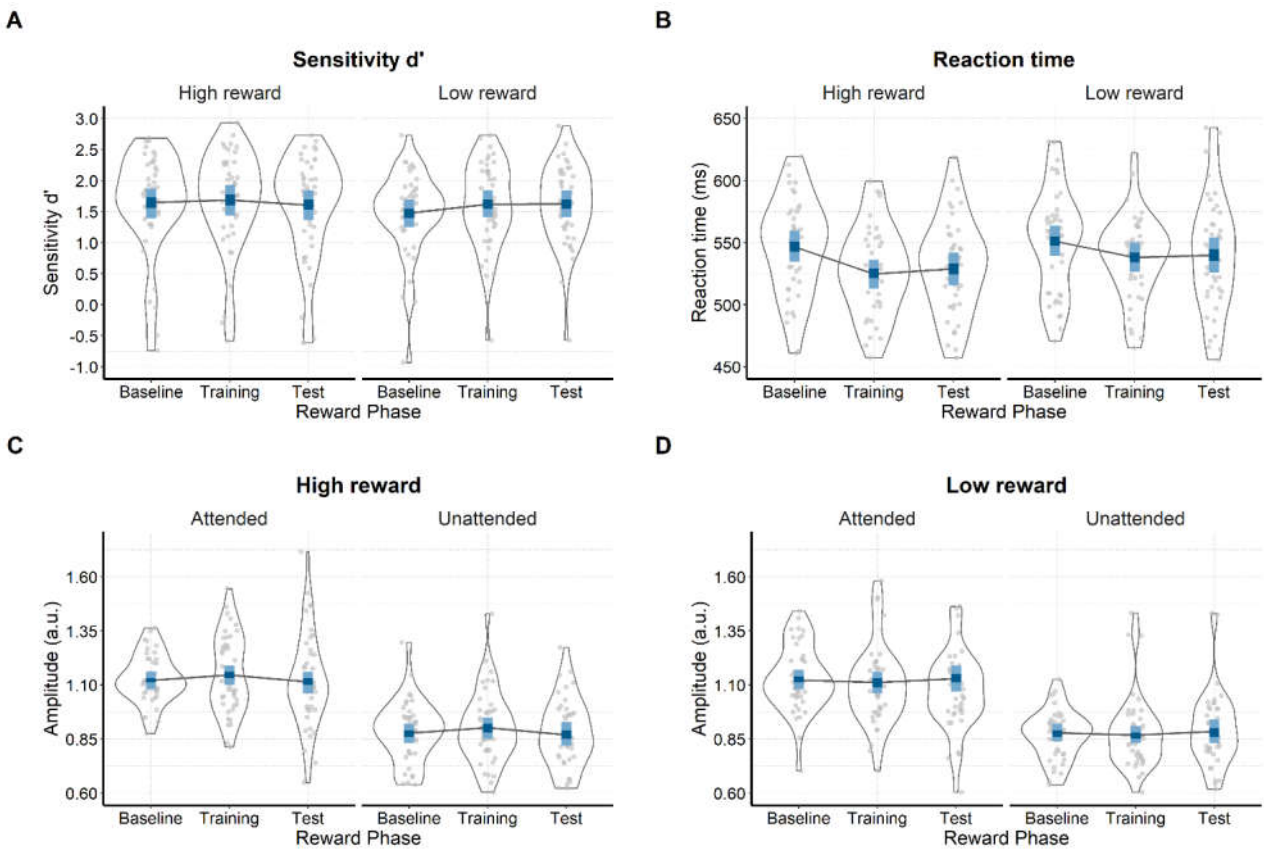 A
Sensitivity d'
High reward
Low reward
3.0
2.5
2.0
1.5
1.0
0.5
0.0
-0.5
-1.0
Sensitivity d'
Baseline Training Test
Baseline Training Test
Reward Phase
B
Reaction time
High reward
Low reward
650
600
550
500
450
Reaction time (ms)
Baseline Training Test
Baseline Training Test
Reward Phase
C
High reward
Attended
Unattended
1.60
1.35
1.10
0.85
0.60
Amplitude (a.u.)
Baseline Training Test
Baseline Training Test
Reward Phase
D
Low reward
Attended
Unattended
1.60
1.35
1.10
0.85
0.60
Amplitude (a.u.)
Baseline Training Test
Baseline Training Test
Reward Phase